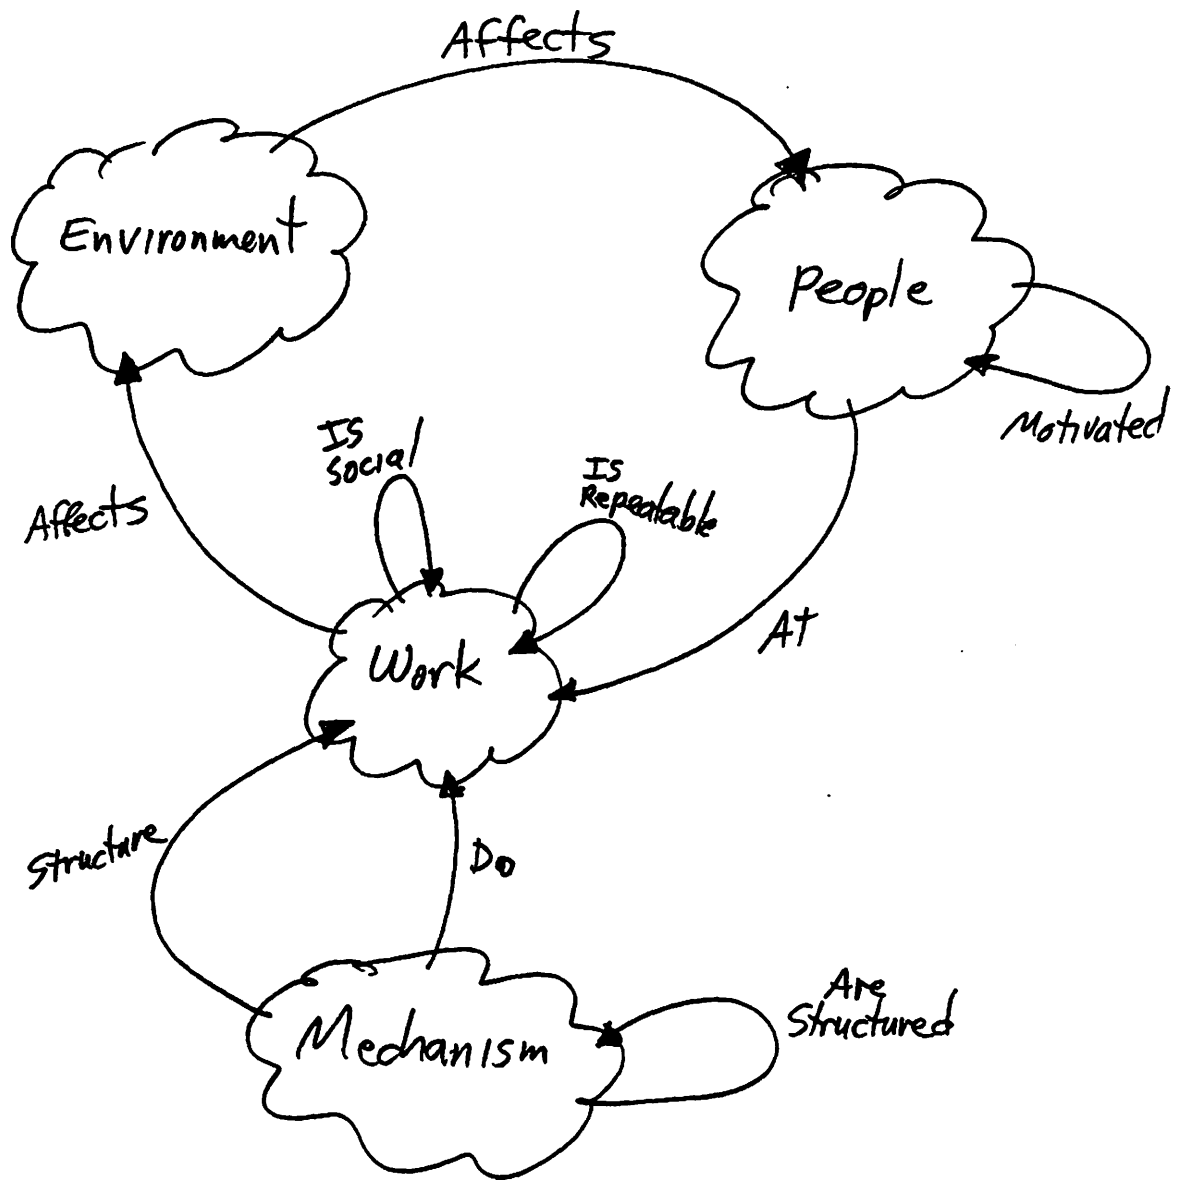 Affects
Environment
People
Motivated
Is
Social
Is
Repeatable
Affects
At
Work
Structure
Do
Are
Structured
Mechanism